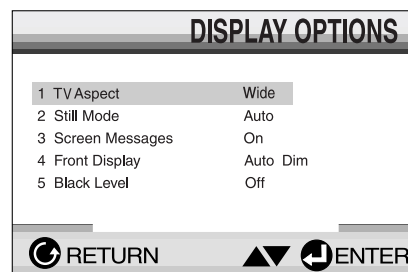 DISPLAY OPTIONS
1 TV Aspect Wide
2 Still Mode Auto
3 Screen Messages On
4 Front Display Auto Dim
5 Black Level Off
RETURN ENTER